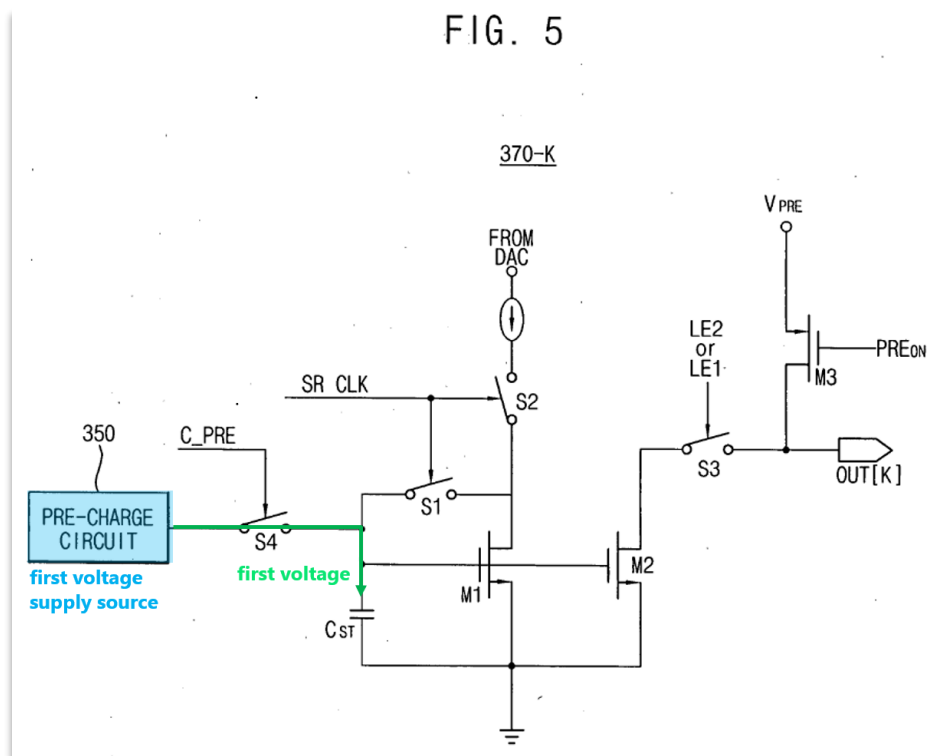 FIG. 5
370-K
VPRE
FROM
DAC
LE2
or
LE1
PREON
M3
SR CLK
S2
350
C_PRE
S3
OUT[K]
S1
PRE-CHARGE
CIRCUIT
S4
first voltage
supply source
first voltage
M1
M2
CST